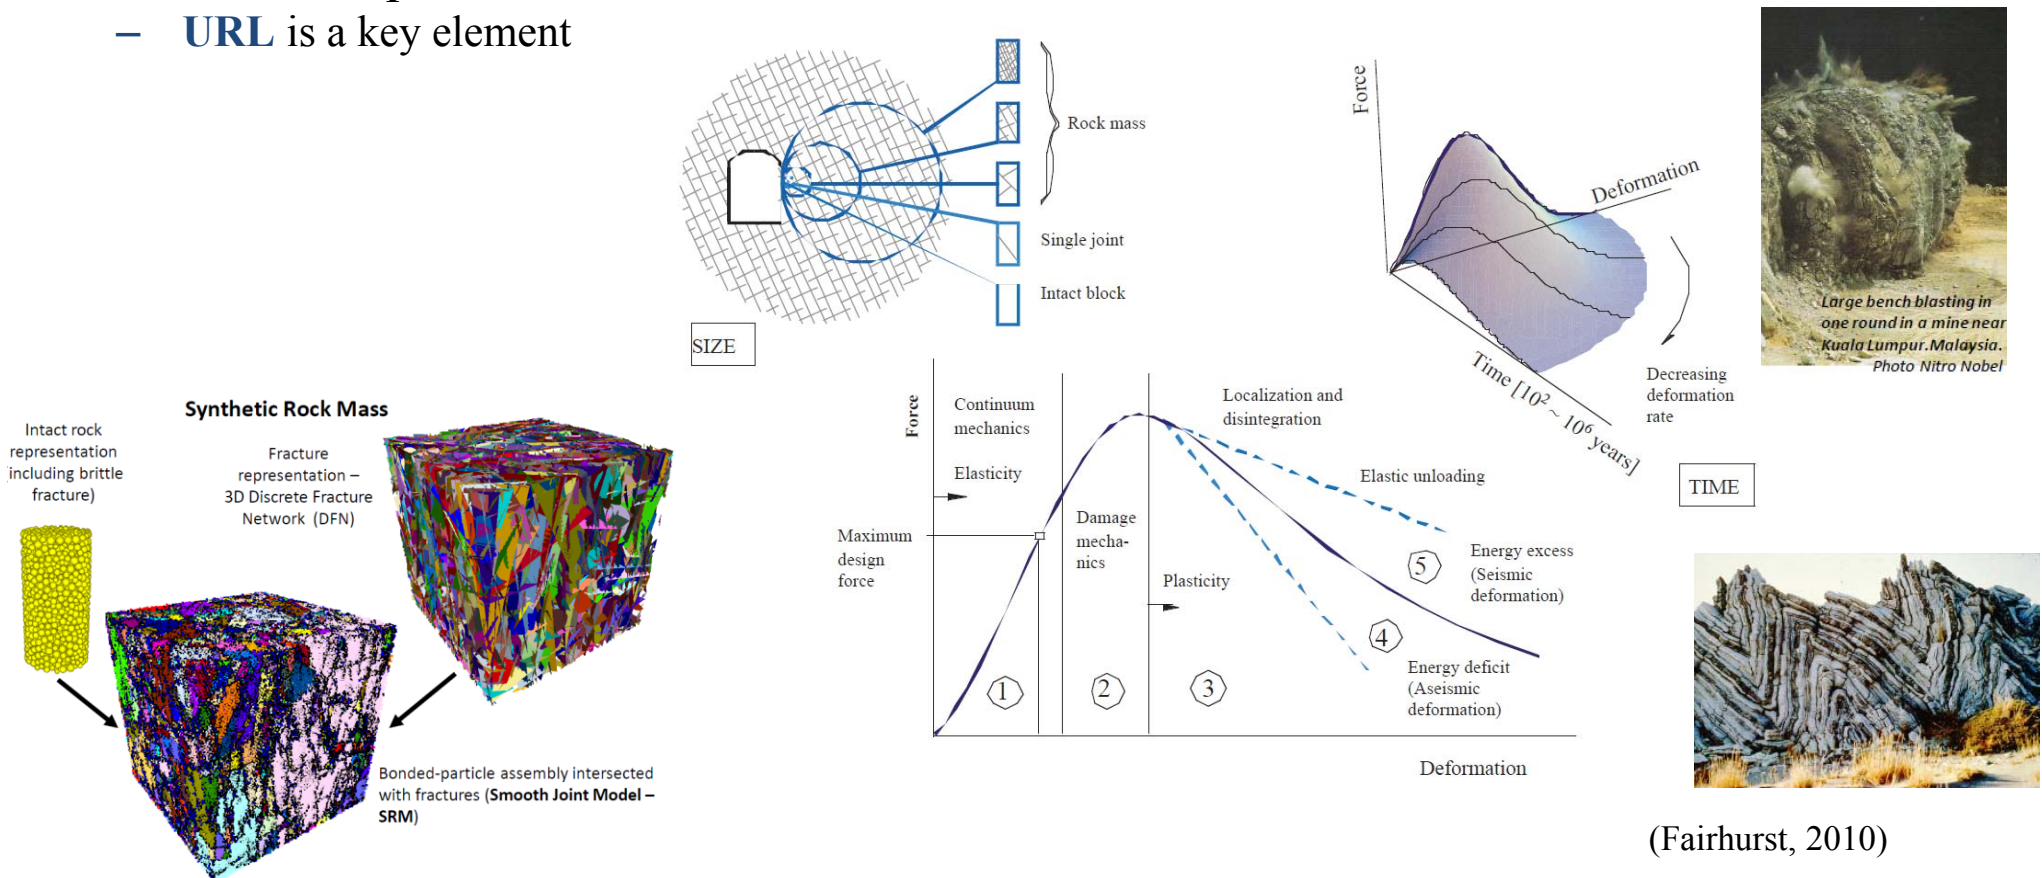 – URL is a key element
Rock mass
Single joint
Intact block
SIZE
Force
Deformation
Time [10² ~ 10⁶ years]
Decreasing
deformation
rate
TIME
Large bench blasting in
one round in a mine near
Kuala Lumpur.Malaysia.
Photo Nitro Nobel
Synthetic Rock Mass
Intact rock
representation
(including brittle
fracture)
Fracture
representation –
3D Discrete Fracture
Network (DFN)
Bonded-particle assembly intersected
with fractures (Smooth Joint Model –
SRM)
Force
Continuum
mechanics
Elasticity
Maximum
design
force
Damage
mecha-
nics
Localization and
disintegration
Elastic unloading
Plasticity
Energy excess
(Seismic
deformation)
Energy deficit
(Aseismic
deformation)
1
2
3
4
5
Deformation
(Fairhurst, 2010)